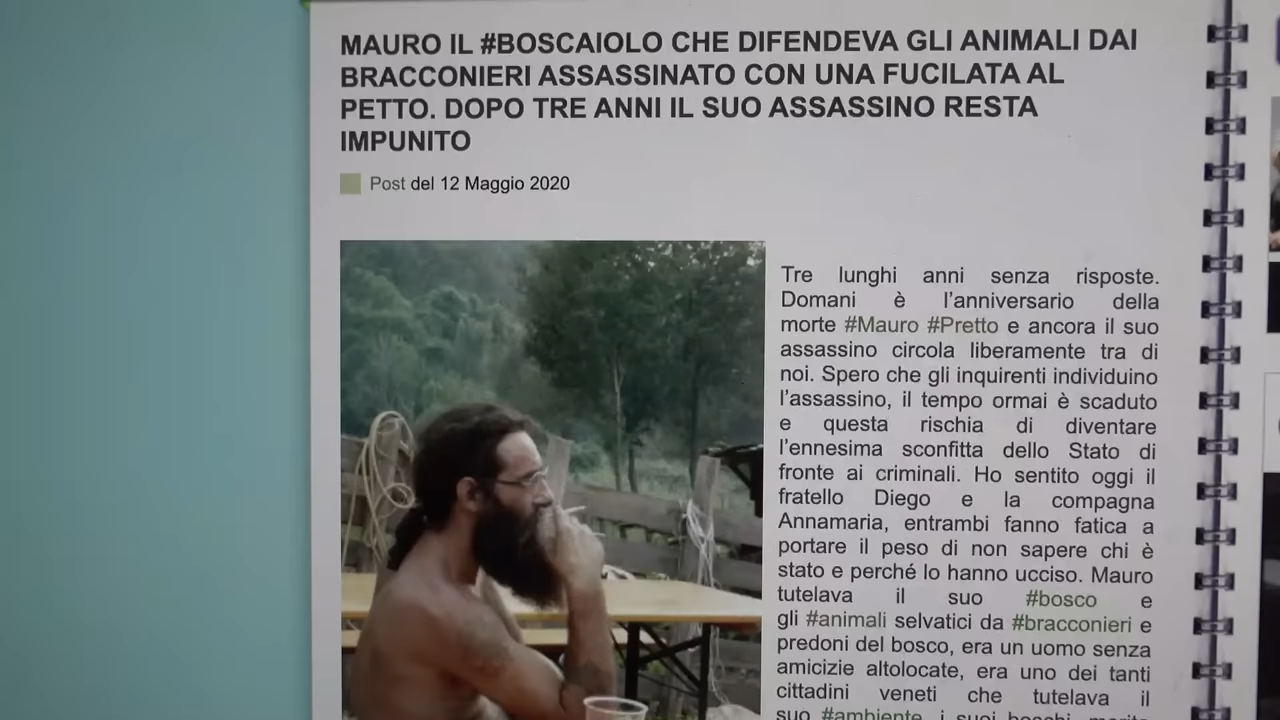 MAURO IL #BOSCAIOLO CHE DIFENDEVA GLI ANIMALI DAI
BRACCONIERI ASSASSINATO CON UNA FUCILATA AL
PETTO. DOPO TRE ANNI IL SUO ASSASSINO RESTA
IMPUNITO
Post del 12 Maggio 2020
Tre lunghi anni senza risposte.
Domani è l’anniversario della
morte #Mauro #Pretto e ancora il suo
assassino circola liberamente tra di
noi. Spero che gli inquirenti individuino
l’assassino, il tempo ormai è scaduto
e questa rischia di diventare
l’ennesima sconfitta dello Stato di
fronte ai criminali. Ho sentito oggi il
fratello Diego e la compagna
Annamaria, entrambi fanno fatica a
portare il peso di non sapere chi è
stato e perché lo hanno ucciso. Mauro
tutelava il suo #bosco e
gli #animali selvatici da #bracconieri e
predoni del bosco, era un uomo senza
amicizie altolocate, era uno dei tanti
cittadini veneti che tutelava il
suo #ambiente, i suoi boschi, merita